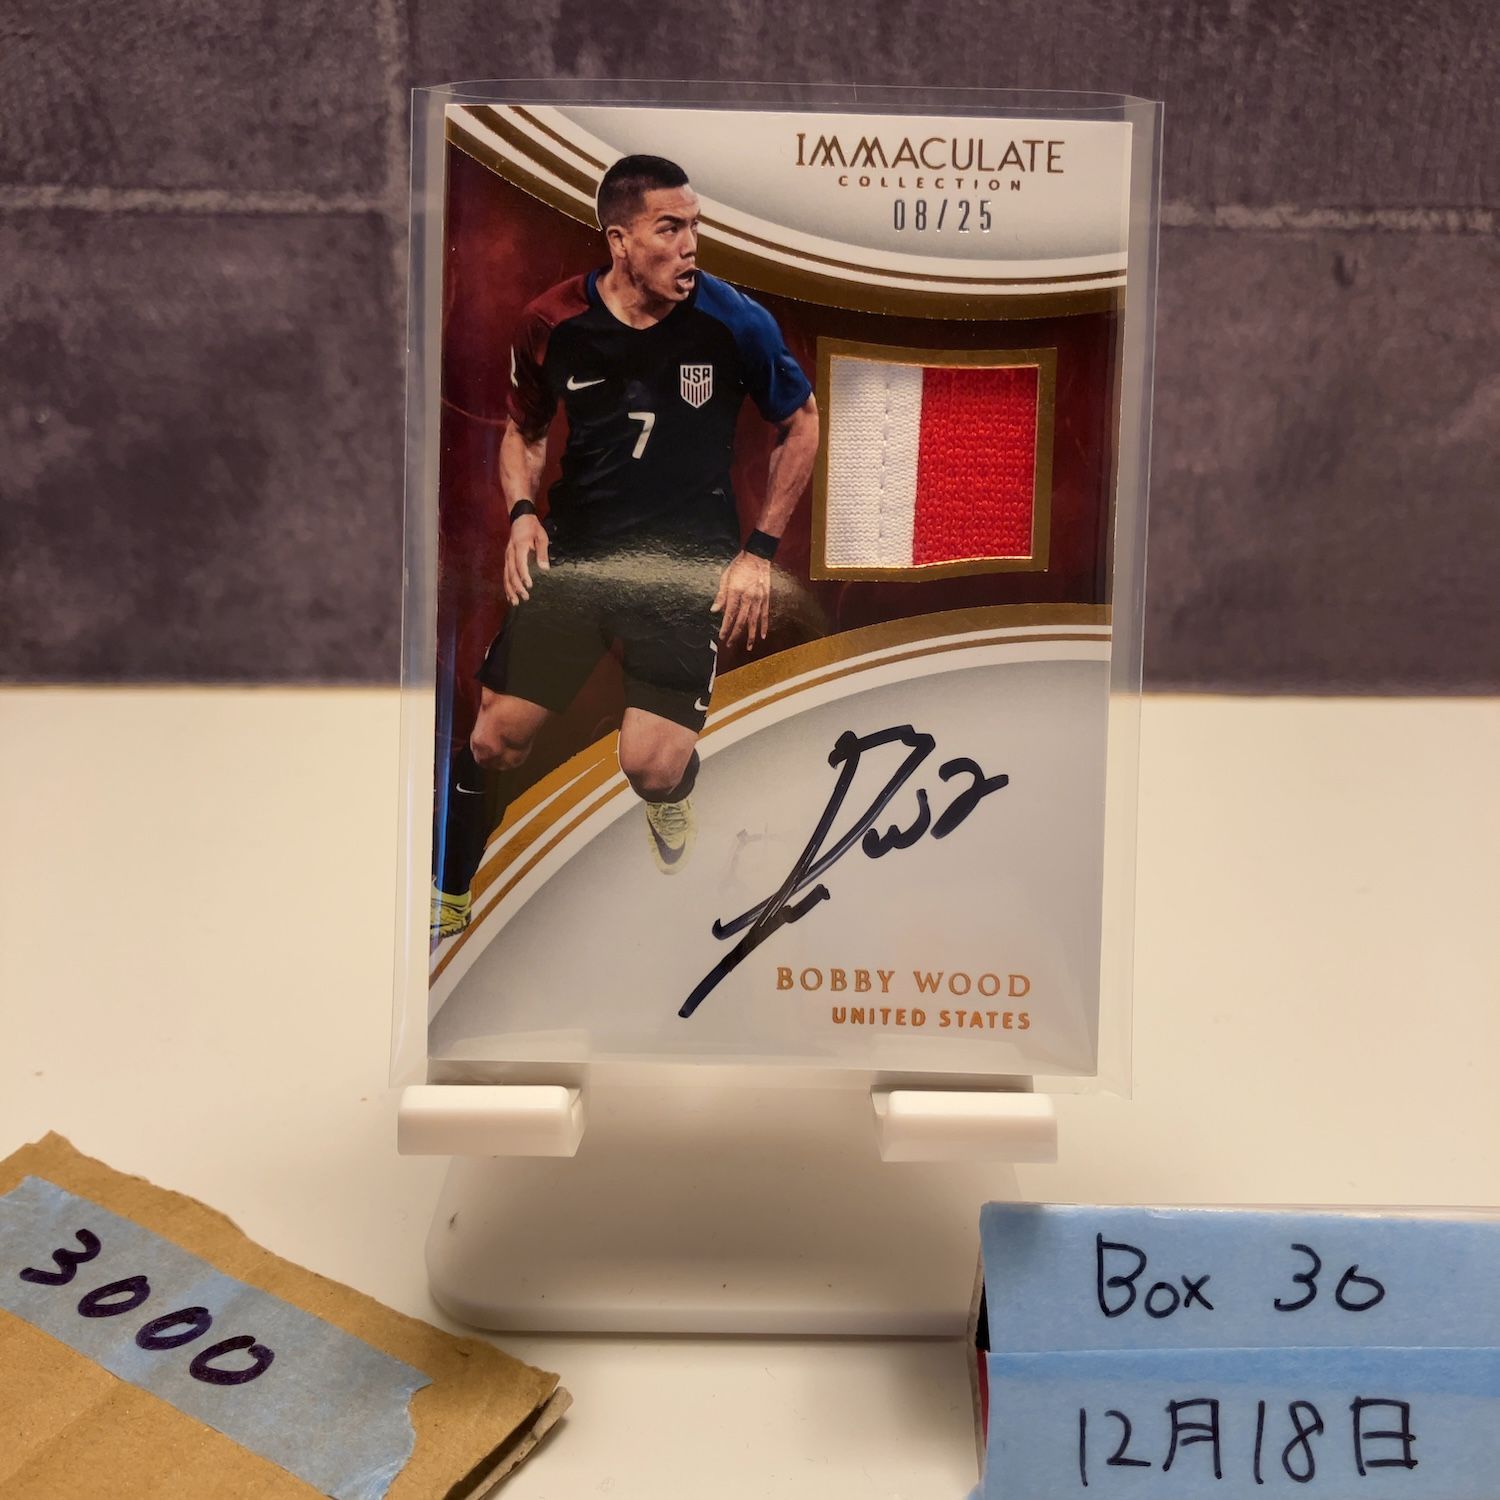 IMMACULATE
COLLECTION
08/25
USA
7
BOBBY WOOD
UNITED STATES
3000
Box 30
12月18日